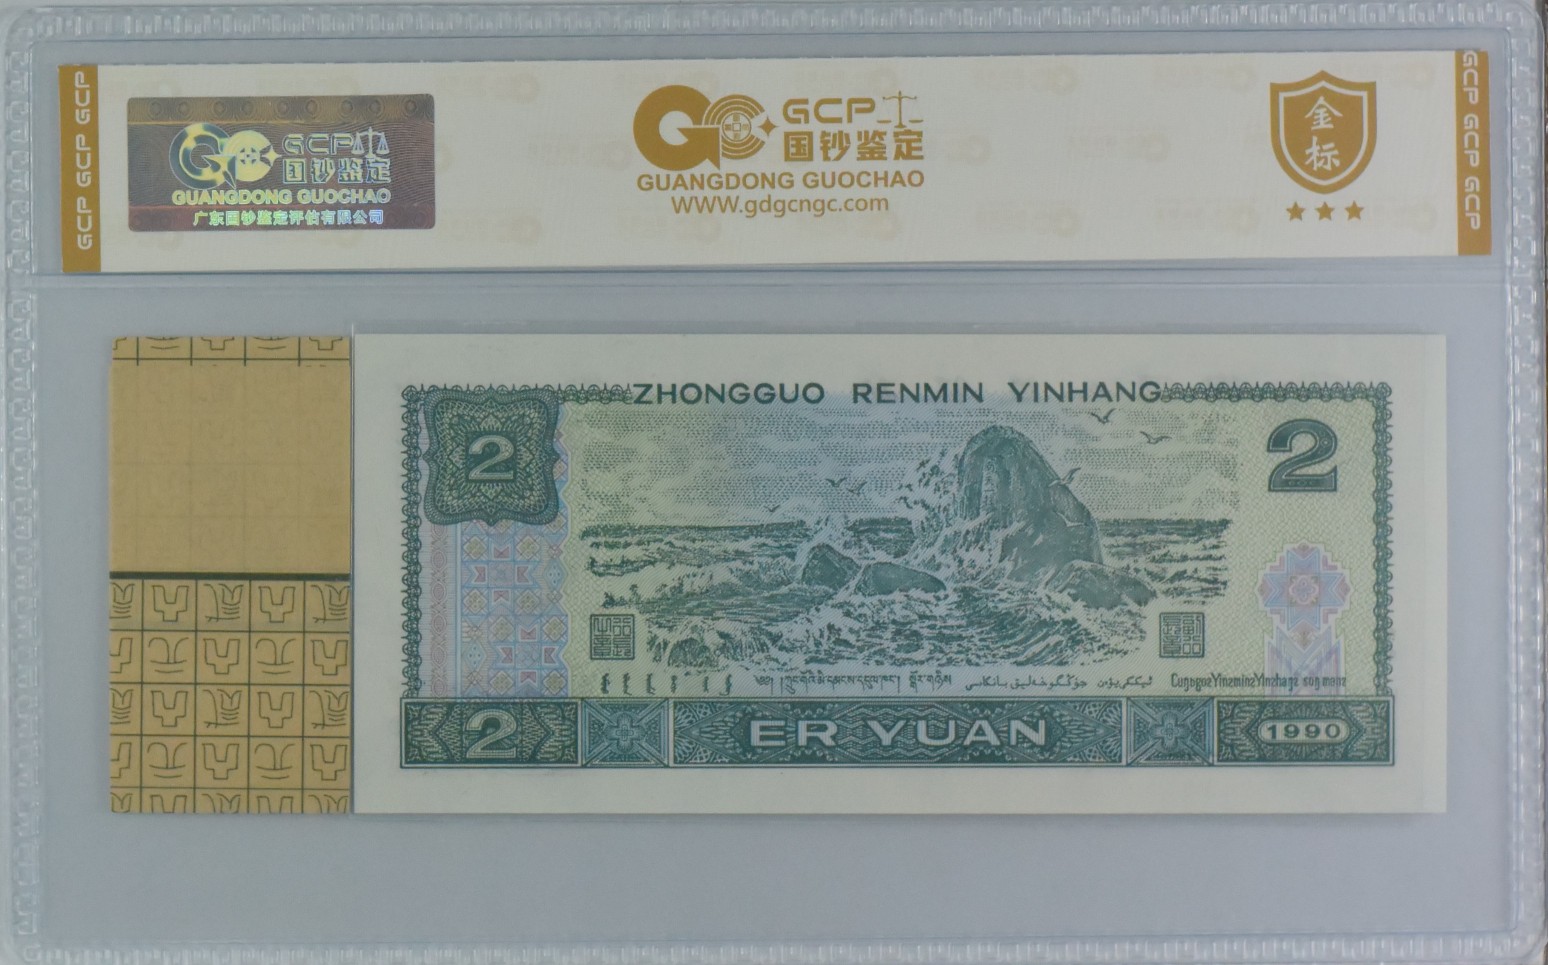 GCP GCP GCP
GCP
国钞鉴定
GUANGDONG GUOCHAO
广东国钞鉴定评估有限公司
GCP
国钞鉴定
GUANGDONG GUOCHAO
WWW.gdgcngc.com
金
标
GCP GCP GCP
ZHONGGUO RENMIN YINHANG
2
2
2 ER YUAN 1990